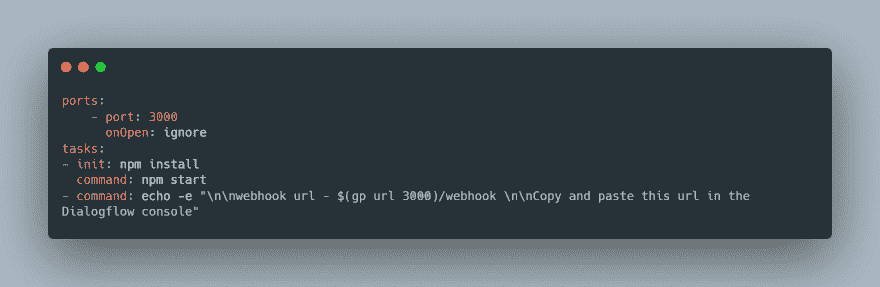 ports:
    - port: 3000
      onOpen: ignore
tasks:
- init: npm install
  command: npm start
- command: echo -e "\n\nwebhook url - $(gp url 3000)/webhook \n\nCopy and paste this url in the
Dialogflow console"